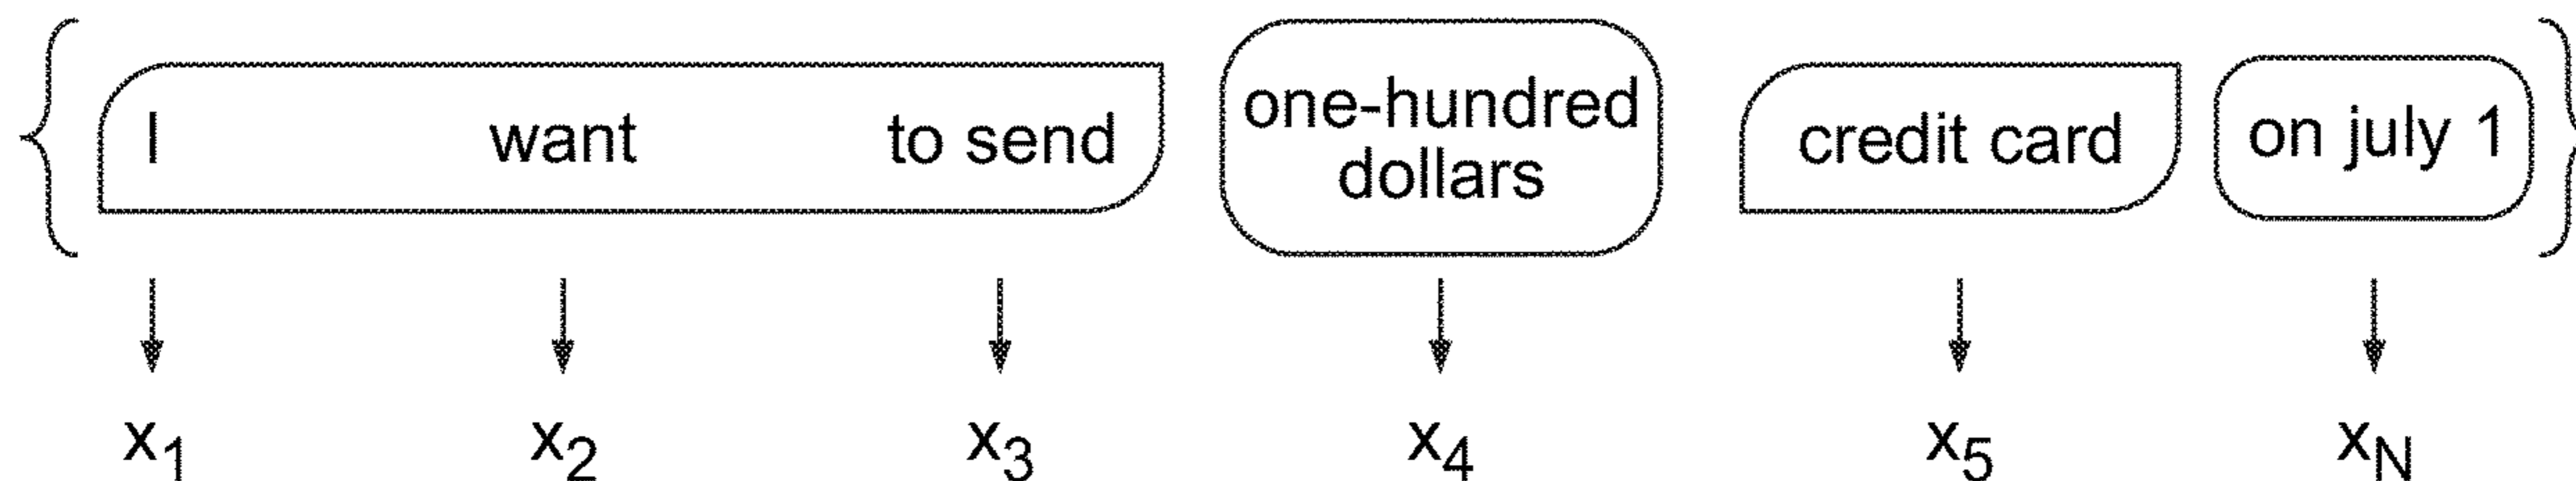 I want to send one-hundred dollars credit card on july 1
x1 x2 x3 x4 x5 xN